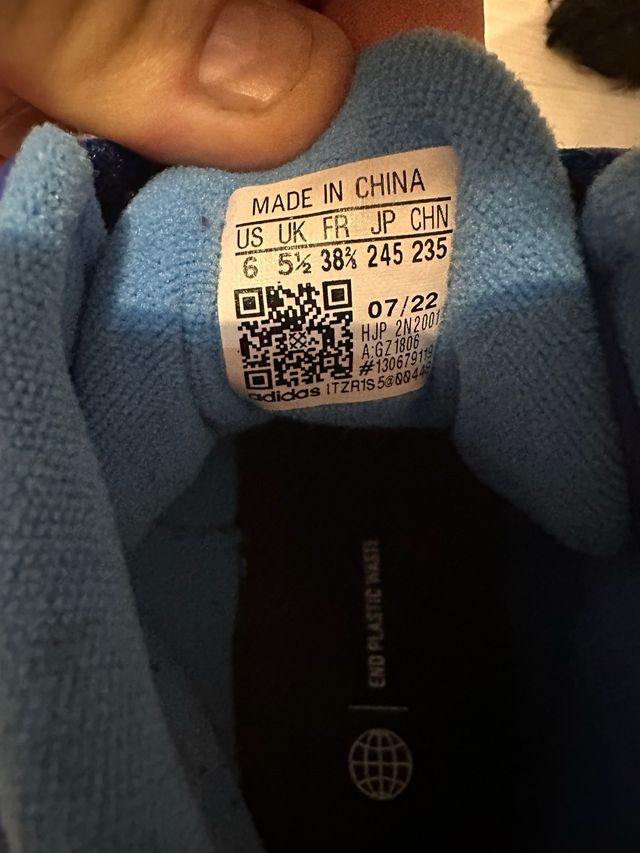 MADE IN CHINA
US UK FR JP CHN
6 5½ 38⅔ 245 235
07/22
HJP 2N2001
A:GZ1806
adidas
END PLASTIC WASTE